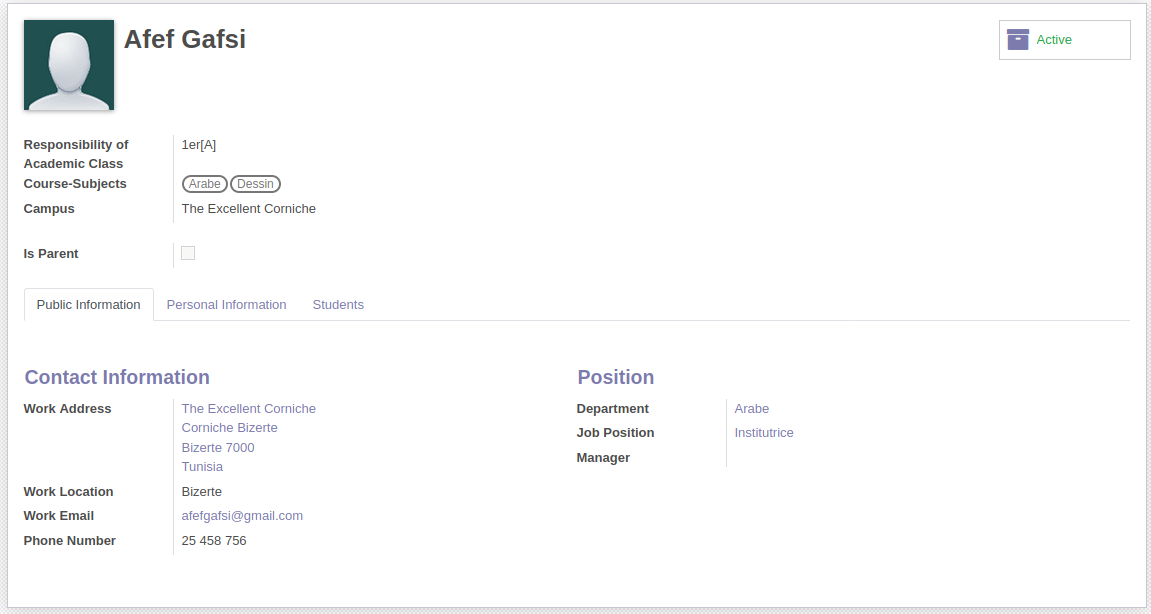 Afef Gafsi
Active
Responsibility of
Academic Class
1er[A]
Course-Subjects
Arabe Dessin
Campus
The Excellent Corniche
Is Parent
Public Information
Personal Information
Students
Contact Information
Work Address
The Excellent Corniche
Corniche Bizerte
Bizerte 7000
Tunisia
Work Location
Bizerte
Work Email
afefgafsi@gmail.com
Phone Number
25 458 756
Position
Department
Arabe
Job Position
Institutrice
Manager